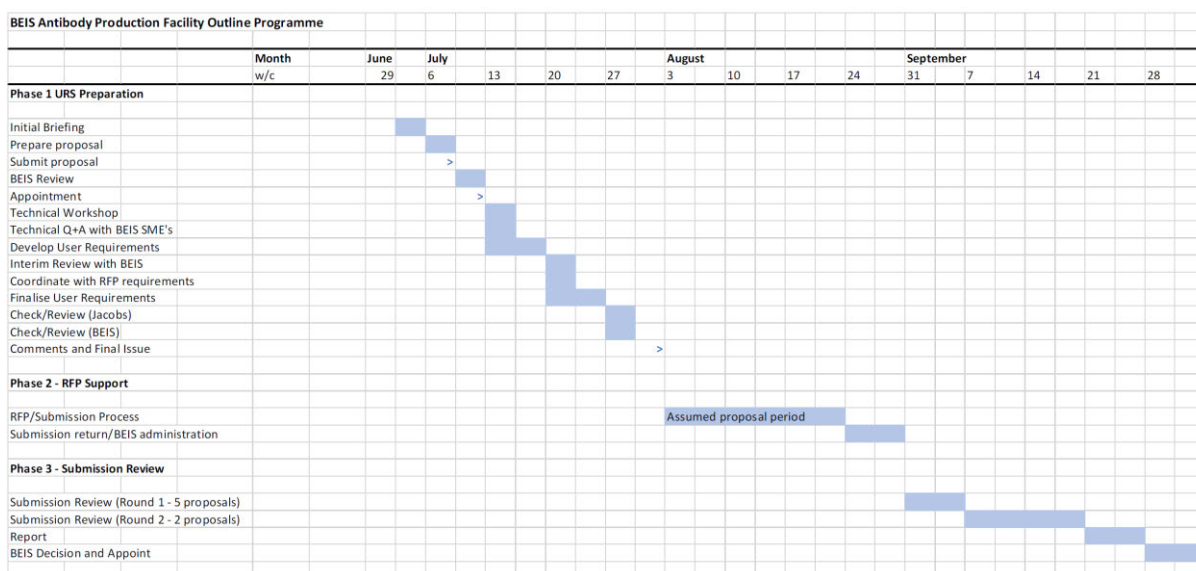 BEIS Antibody Production Facility Outline Programme
Month June July August September
w/c 29 6 13 20 27 3 10 17 24 31 7 14 21 28
Phase 1 URS Preparation
Initial Briefing
Prepare proposal
Submit proposal >
BEIS Review
Appointment >
Technical Workshop
Technical Q+A with BEIS SME's
Develop User Requirements
Interim Review with BEIS
Coordinate with RFP requirements
Finalise User Requirements
Check/Review (Jacobs)
Check/Review (BEIS)
Comments and Final Issue >
Phase 2 - RFP Support
RFP/Submission Process Assumed proposal period
Submission return/BEIS administration
Phase 3 - Submission Review
Submission Review (Round 1 - 5 proposals)
Submission Review (Round 2 - 2 proposals)
Report
BEIS Decision and Appoint